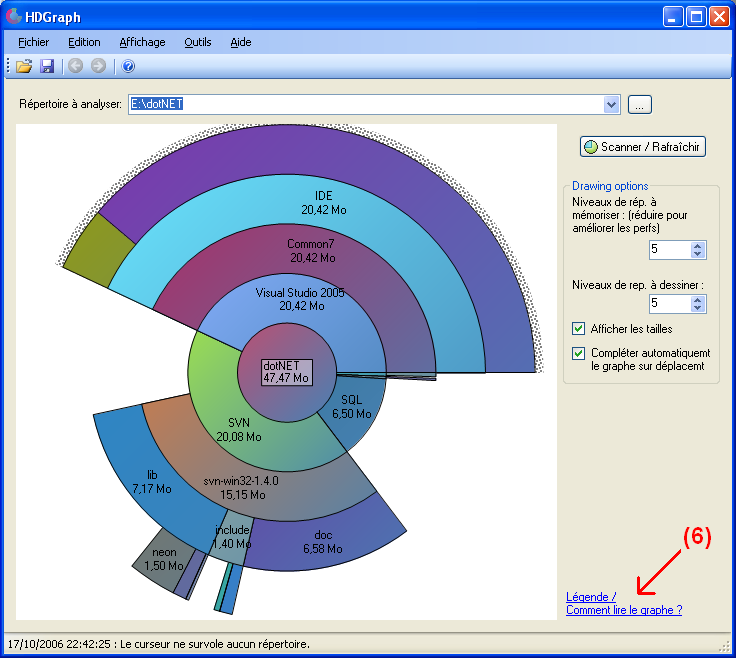 HDGraph
Fichier Edition Affichage Outils Aide
Répertoire à analyser: E:\dotNET ...
Scanner / Rafraîchir
Drawing options
Niveaux de rép. à
mémoriser : (réduire pour
améliorer les perfs)
5
Niveaux de rep. à dessiner :
5
Afficher les tailles
Compléter automatiquemt
le graphe sur déplacemt
IDE
20,42 Mo
Common7
20,42 Mo
Visual Studio 2005
20,42 Mo
dotNET
47,47 Mo
SQL
6,50 Mo
SVN
20,08 Mo
svn-win32-1.4.0
15,15 Mo
lib
7,17 Mo
include
1,40 Mo
doc
6,58 Mo
neon
1,50 Mo
(6)
Légende /
Comment lire le graphe ?
17/10/2006 22:42:25 : Le curseur ne survole aucun répertoire.